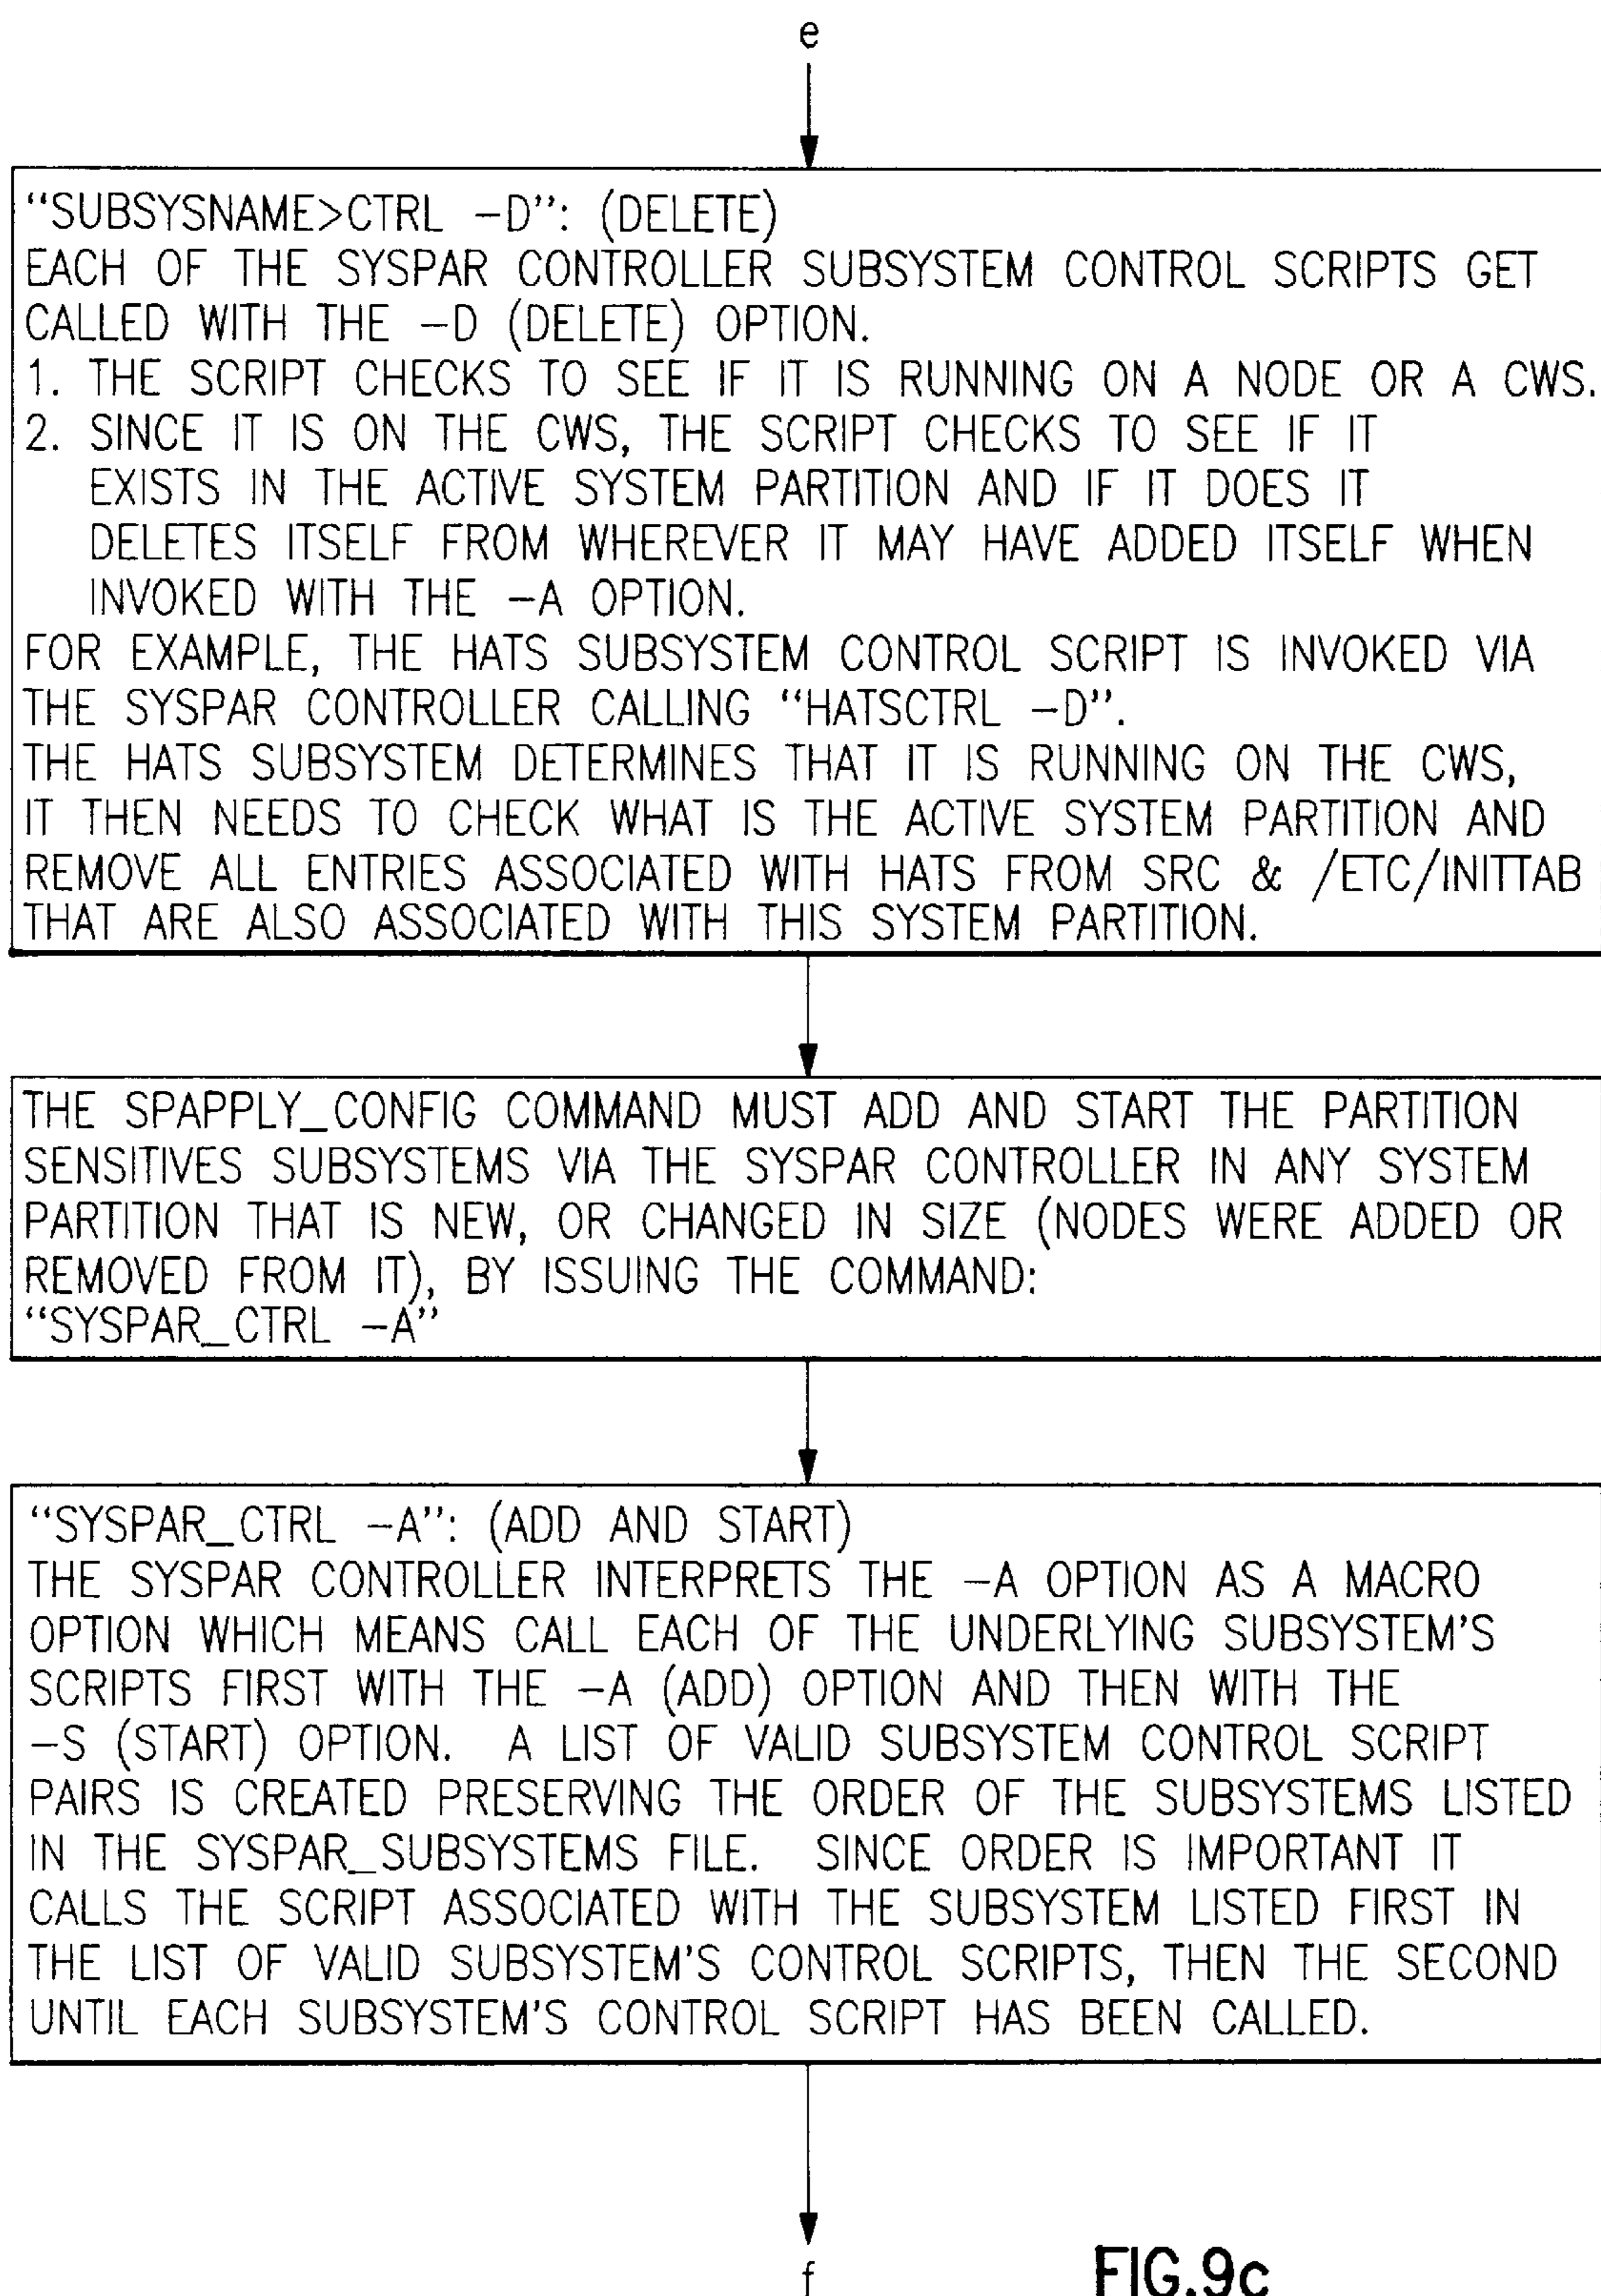 e
“SUBSYSNAME>CTRL –D”: (DELETE)
EACH OF THE SYSPAR CONTROLLER SUBSYSTEM CONTROL SCRIPTS GET
CALLED WITH THE –D (DELETE) OPTION.
1. THE SCRIPT CHECKS TO SEE IF IT IS RUNNING ON A NODE OR A CWS.
2. SINCE IT IS ON THE CWS, THE SCRIPT CHECKS TO SEE IF IT
EXISTS IN THE ACTIVE SYSTEM PARTITION AND IF IT DOES IT
DELETES ITSELF FROM WHEREVER IT MAY HAVE ADDED ITSELF WHEN
INVOKED WITH THE –A OPTION.
FOR EXAMPLE, THE HATS SUBSYSTEM CONTROL SCRIPT IS INVOKED VIA
THE SYSPAR CONTROLLER CALLING “HATSCTRL –D”.
THE HATS SUBSYSTEM DETERMINES THAT IT IS RUNNING ON THE CWS,
IT THEN NEEDS TO CHECK WHAT IS THE ACTIVE SYSTEM PARTITION AND
REMOVE ALL ENTRIES ASSOCIATED WITH HATS FROM SRC & /ETC/INITTAB
THAT ARE ALSO ASSOCIATED WITH THIS SYSTEM PARTITION.
THE SPAPPLY_CONFIG COMMAND MUST ADD AND START THE PARTITION
SENSITIVES SUBSYSTEMS VIA THE SYSPAR CONTROLLER IN ANY SYSTEM
PARTITION THAT IS NEW, OR CHANGED IN SIZE (NODES WERE ADDED OR
REMOVED FROM IT), BY ISSUING THE COMMAND:
“SYSPAR_CTRL –A”
“SYSPAR_CTRL –A”: (ADD AND START)
THE SYSPAR CONTROLLER INTERPRETS THE –A OPTION AS A MACRO
OPTION WHICH MEANS CALL EACH OF THE UNDERLYING SUBSYSTEM'S
SCRIPTS FIRST WITH THE –A (ADD) OPTION AND THEN WITH THE
–S (START) OPTION. A LIST OF VALID SUBSYSTEM CONTROL SCRIPT
PAIRS IS CREATED PRESERVING THE ORDER OF THE SUBSYSTEMS LISTED
IN THE SYSPAR_SUBSYSTEMS FILE. SINCE ORDER IS IMPORTANT IT
CALLS THE SCRIPT ASSOCIATED WITH THE SUBSYSTEM LISTED FIRST IN
THE LIST OF VALID SUBSYSTEM'S CONTROL SCRIPTS, THEN THE SECOND
UNTIL EACH SUBSYSTEM'S CONTROL SCRIPT HAS BEEN CALLED.
f
FIG.9c